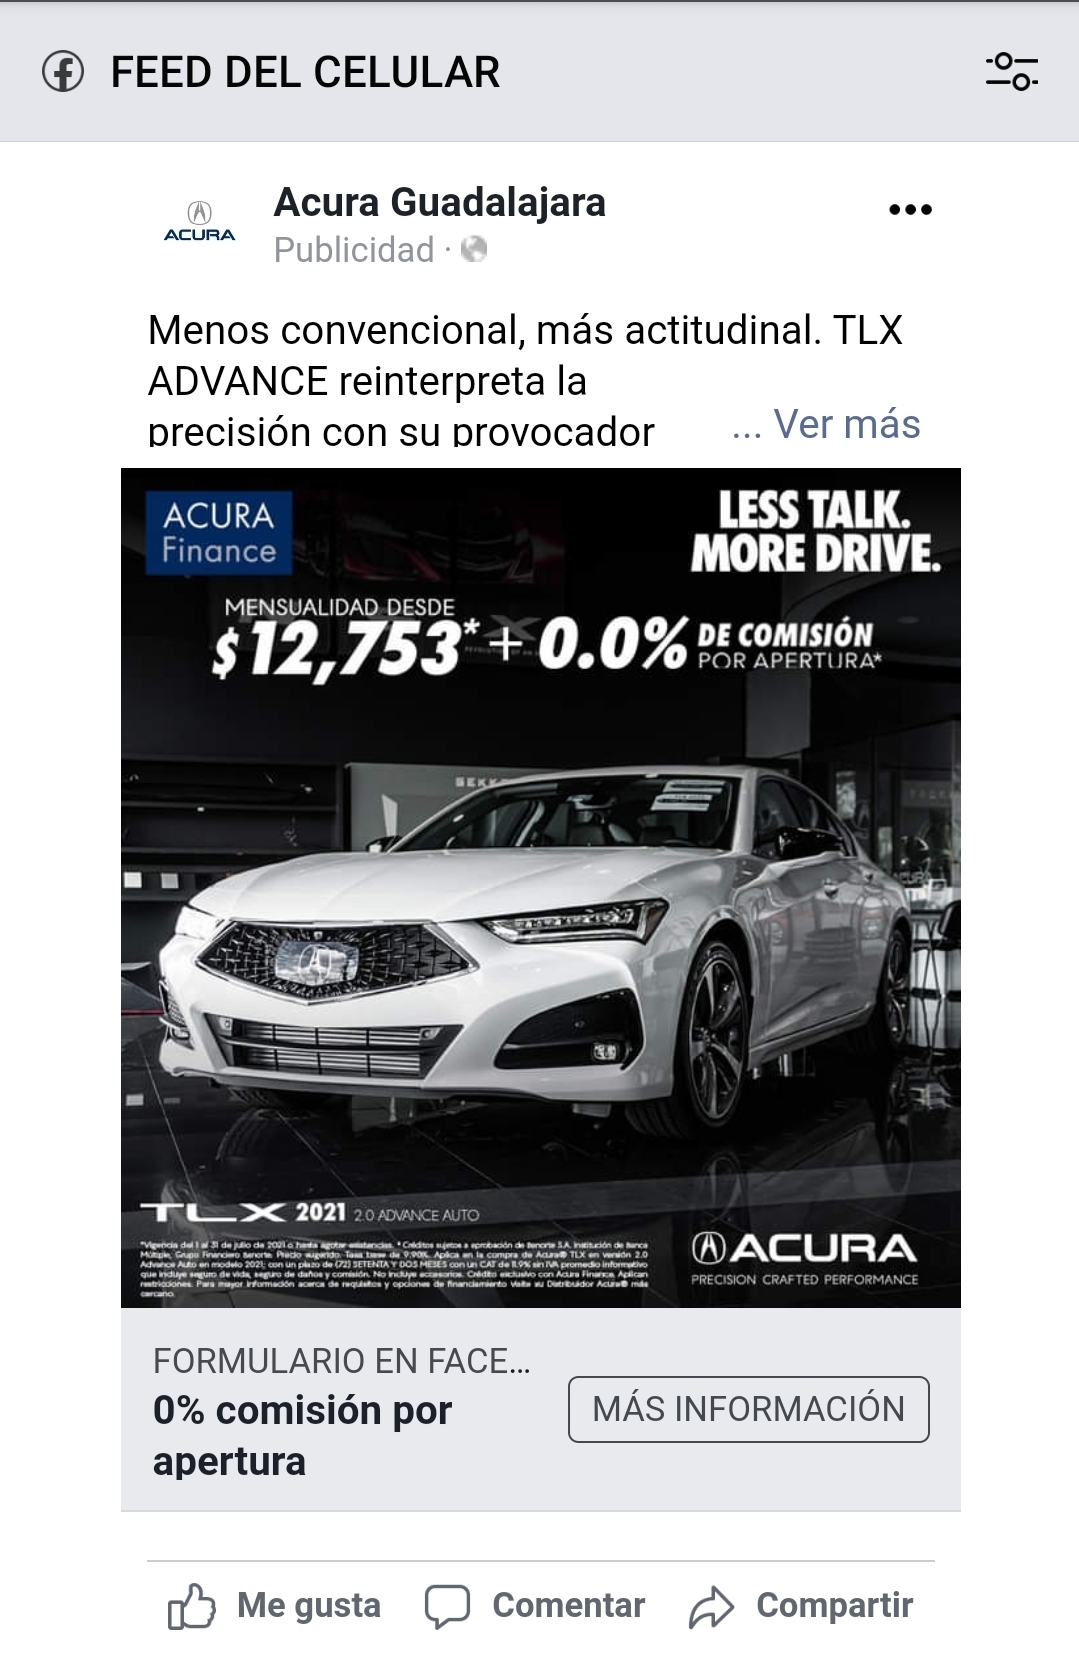 FEED DEL CELULAR
Acura Guadalajara
ACURA
Publicidad ·
Menos convencional, más actitudinal. TLX
ADVANCE reinterpreta la
precisión con su provocador
... Ver más
ACURA
Finance
LESS TALK.
MORE DRIVE.
MENSUALIDAD DESDE
$12,753* + 0.0% DE COMISIÓN
POR APERTURA*
TLX 2021 2.0 ADVANCE AUTO
*Vigencia del 1 al 31 de julio de 2021 o hasta agotar existencias. * Créditos sujetos a aprobación de Banorte S.A. Institución de Banca
Múltiple, Grupo Financiero Banorte. Precio sugerido. Tasa base de 9.90%. Aplica en la compra de Acura® TLX en versión 2.0
Advance Auto en modelo 2021; con un plazo de (72) SETENTA Y DOS MESES con un CAT de 11.9% sin IVA promedio informativo
que incluye seguro de vida, seguro de daños y comisión. No incluye accesorios. Crédito exclusivo con Acura Finance. Aplican
restricciones. Para mayor información acerca de requisitos y opciones de financiamiento visite su Distribuidor Acura® más
cercano.
ACURA
PRECISION CRAFTED PERFORMANCE
FORMULARIO EN FACE...
0% comisión por
apertura
MÁS INFORMACIÓN
Me gusta
Comentar
Compartir